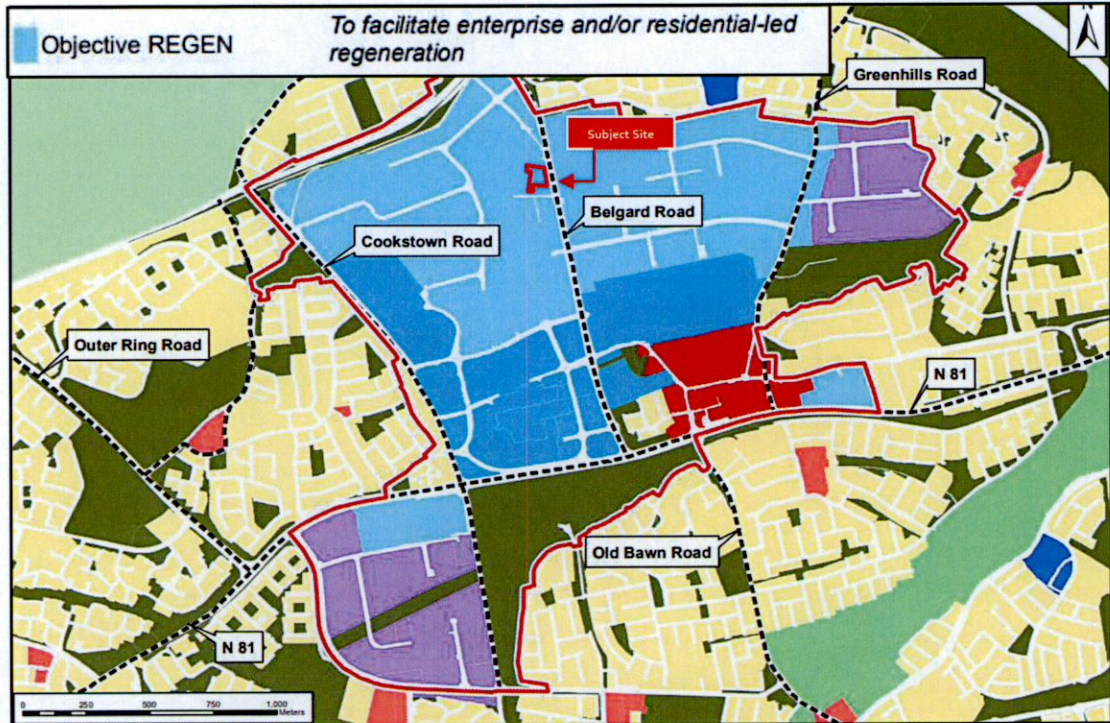 Objective REGEN
To facilitate enterprise and/or residential-led
regeneration
N
Greenhills Road
Subject Site
Belgard Road
Cookstown Road
Outer Ring Road
N 81
Old Bawn Road
N 81
0 250 500 750 1,000
Meters